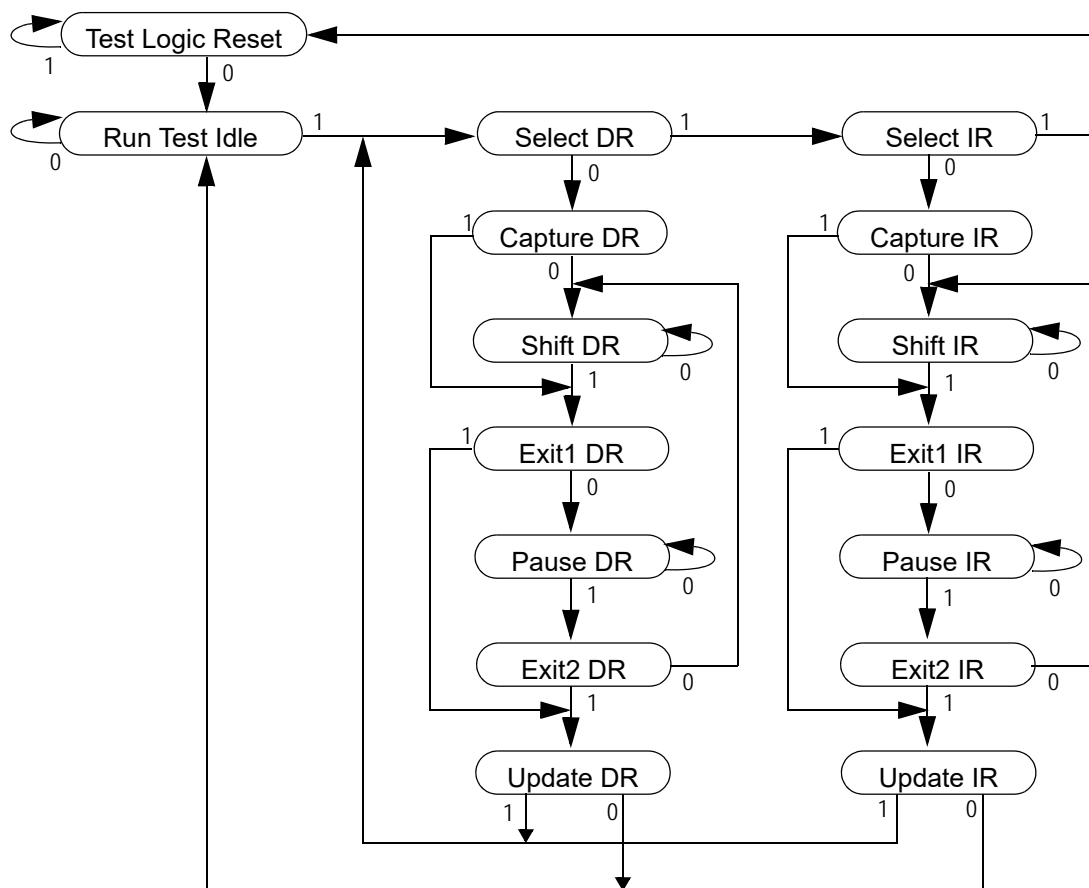 Test Logic Reset
1
0
Run Test Idle
0
1
Select DR
1
0
Select IR
1
0
Capture DR
1
0
Capture IR
1
0
Shift DR
0
1
Shift IR
0
1
Exit1 DR
1
0
Exit1 IR
1
0
Pause DR
0
1
Pause IR
0
1
Exit2 DR
0
1
Exit2 IR
0
1
Update DR
1
0
Update IR
1
0